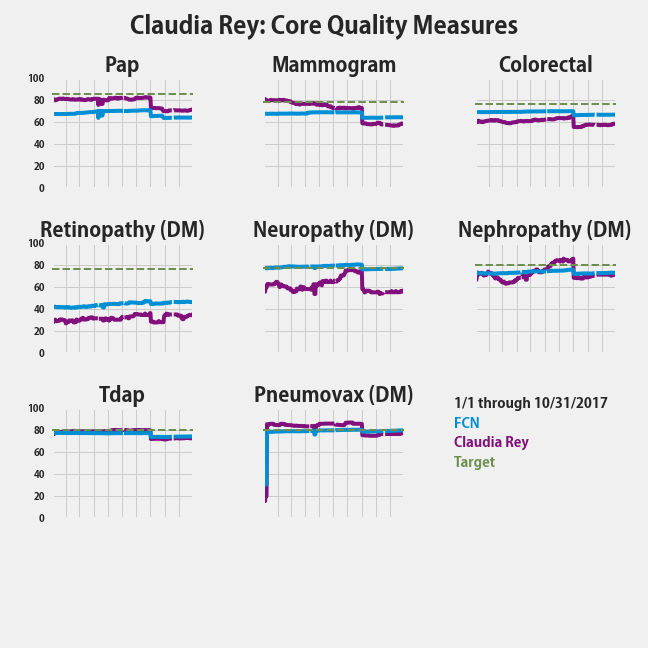 Claudia Rey: Core Quality Measures
Pap
Mammogram
Colorectal
100
80
60
40
20
0
Retinopathy (DM)
Neuropathy (DM)
Nephropathy (DM)
100
80
60
40
20
0
Tdap
Pneumovax (DM)
100
80
60
40
20
0
1/1 through 10/31/2017
FCN
Claudia Rey
Target